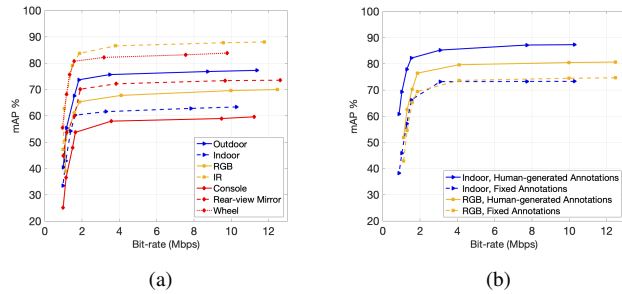 100
90
80
70
60
50
40
30
20
mAP %
0 2 4 6 8 10 12
Bit-rate (Mbps)
Outdoor
Indoor
RGB
IR
Console
Rear-view Mirror
Wheel
(a)
100
90
80
70
60
50
40
30
20
mAP %
0 2 4 6 8 10 12
Bit-rate (Mbps)
Indoor, Human-generated Annotations
Indoor, Fixed Annotations
RGB, Human-generated Annotations
RGB, Fixed Annotations
(b)